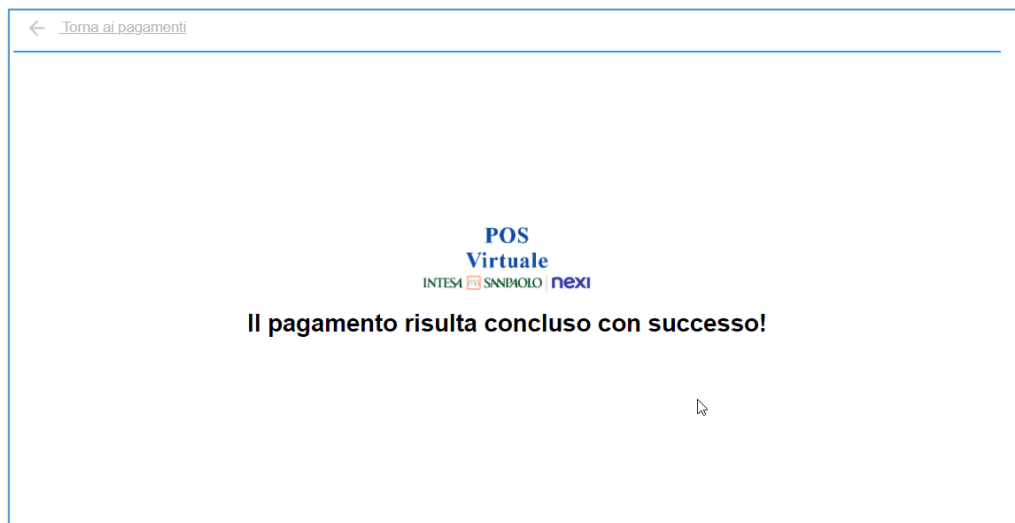 Torna ai pagamenti
POS
Virtuale
INTESA SANPAOLO nexi
Il pagamento risulta concluso con successo!